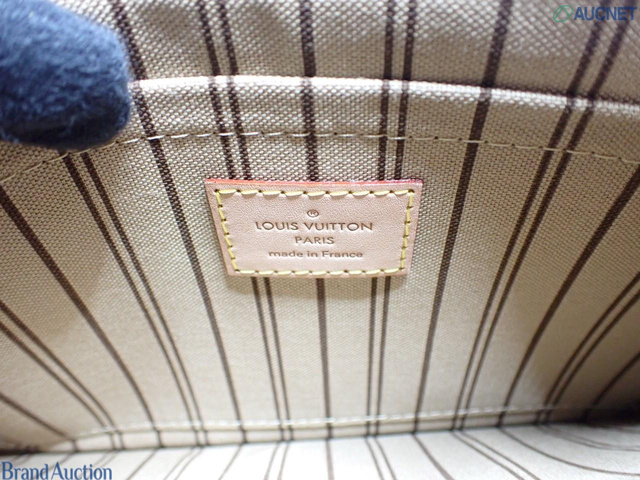 AUCNET
®
LOUIS VUITTON
PARIS
made in France
BRAND AUCTION